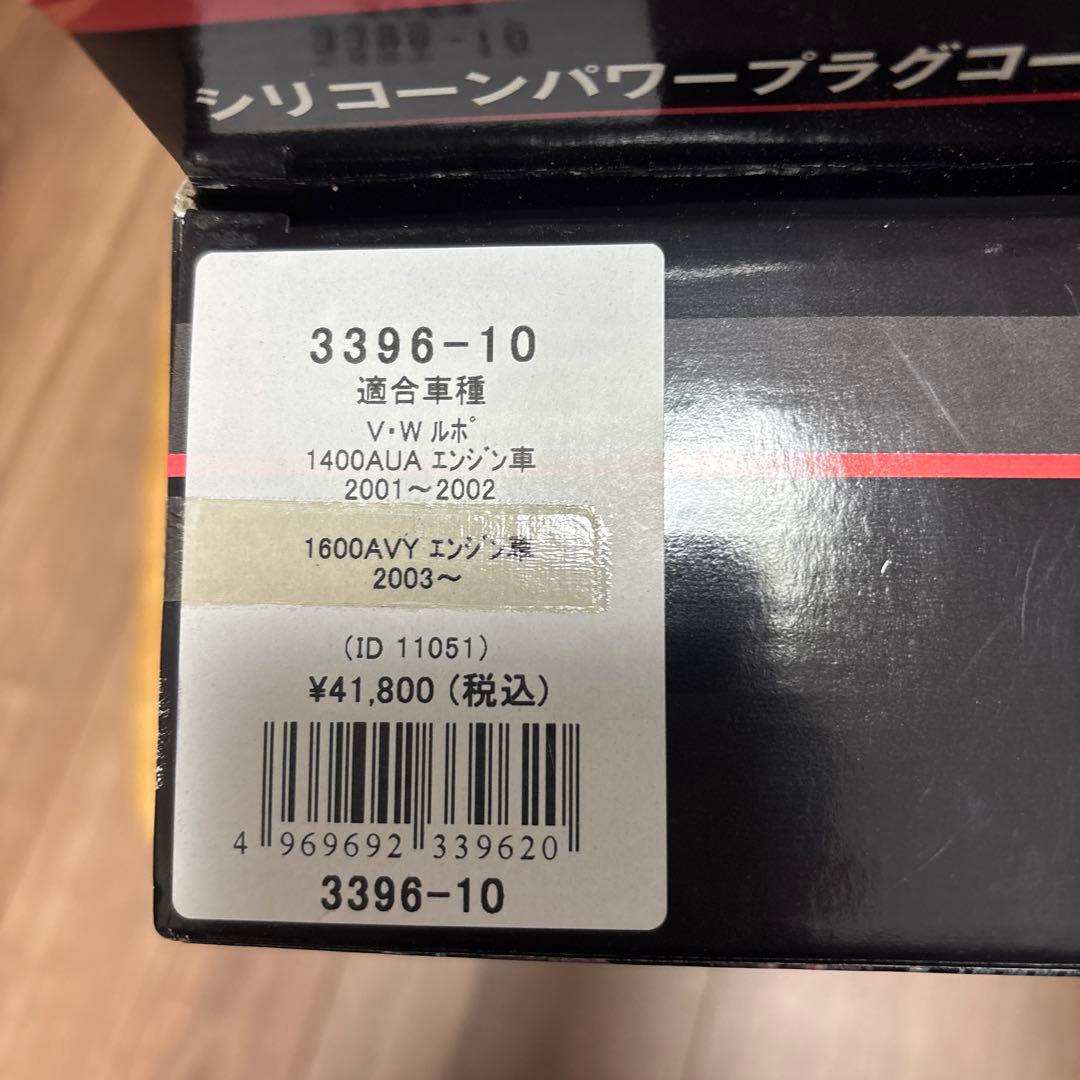 シリコーンパワープラグコー
3396-10
適合車種
V・W ルポ
1400AUA エンジン車
2001～2002
1600AVY エンジン車
2003～
(ID 11051)
¥41,800 (税込)
4 969692 339620
3396-10